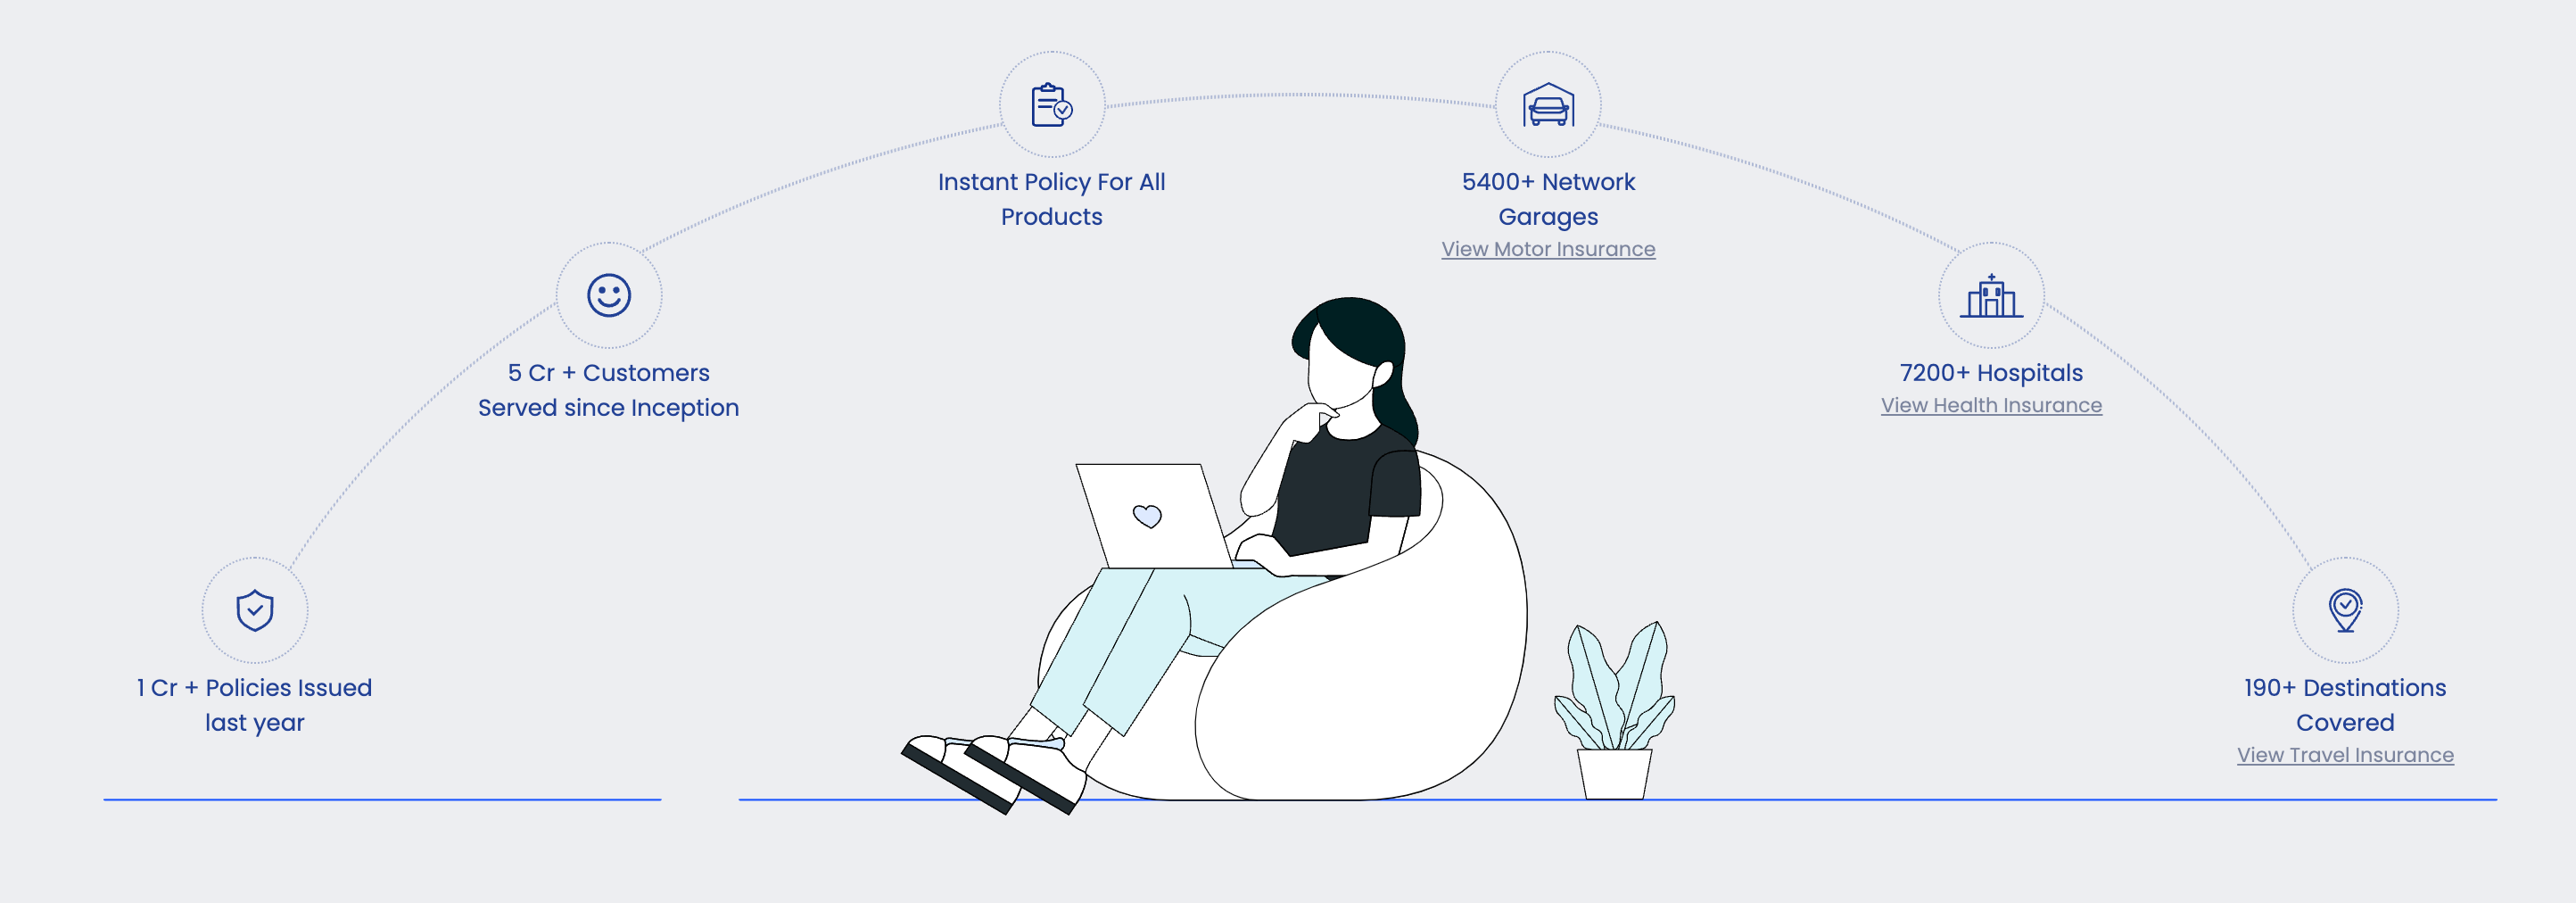 1 Cr + Policies Issued
last year
5 Cr + Customers
Served since Inception
Instant Policy For All
Products
5400+ Network
Garages
View Motor Insurance
7200+ Hospitals
View Health Insurance
190+ Destinations
Covered
View Travel Insurance